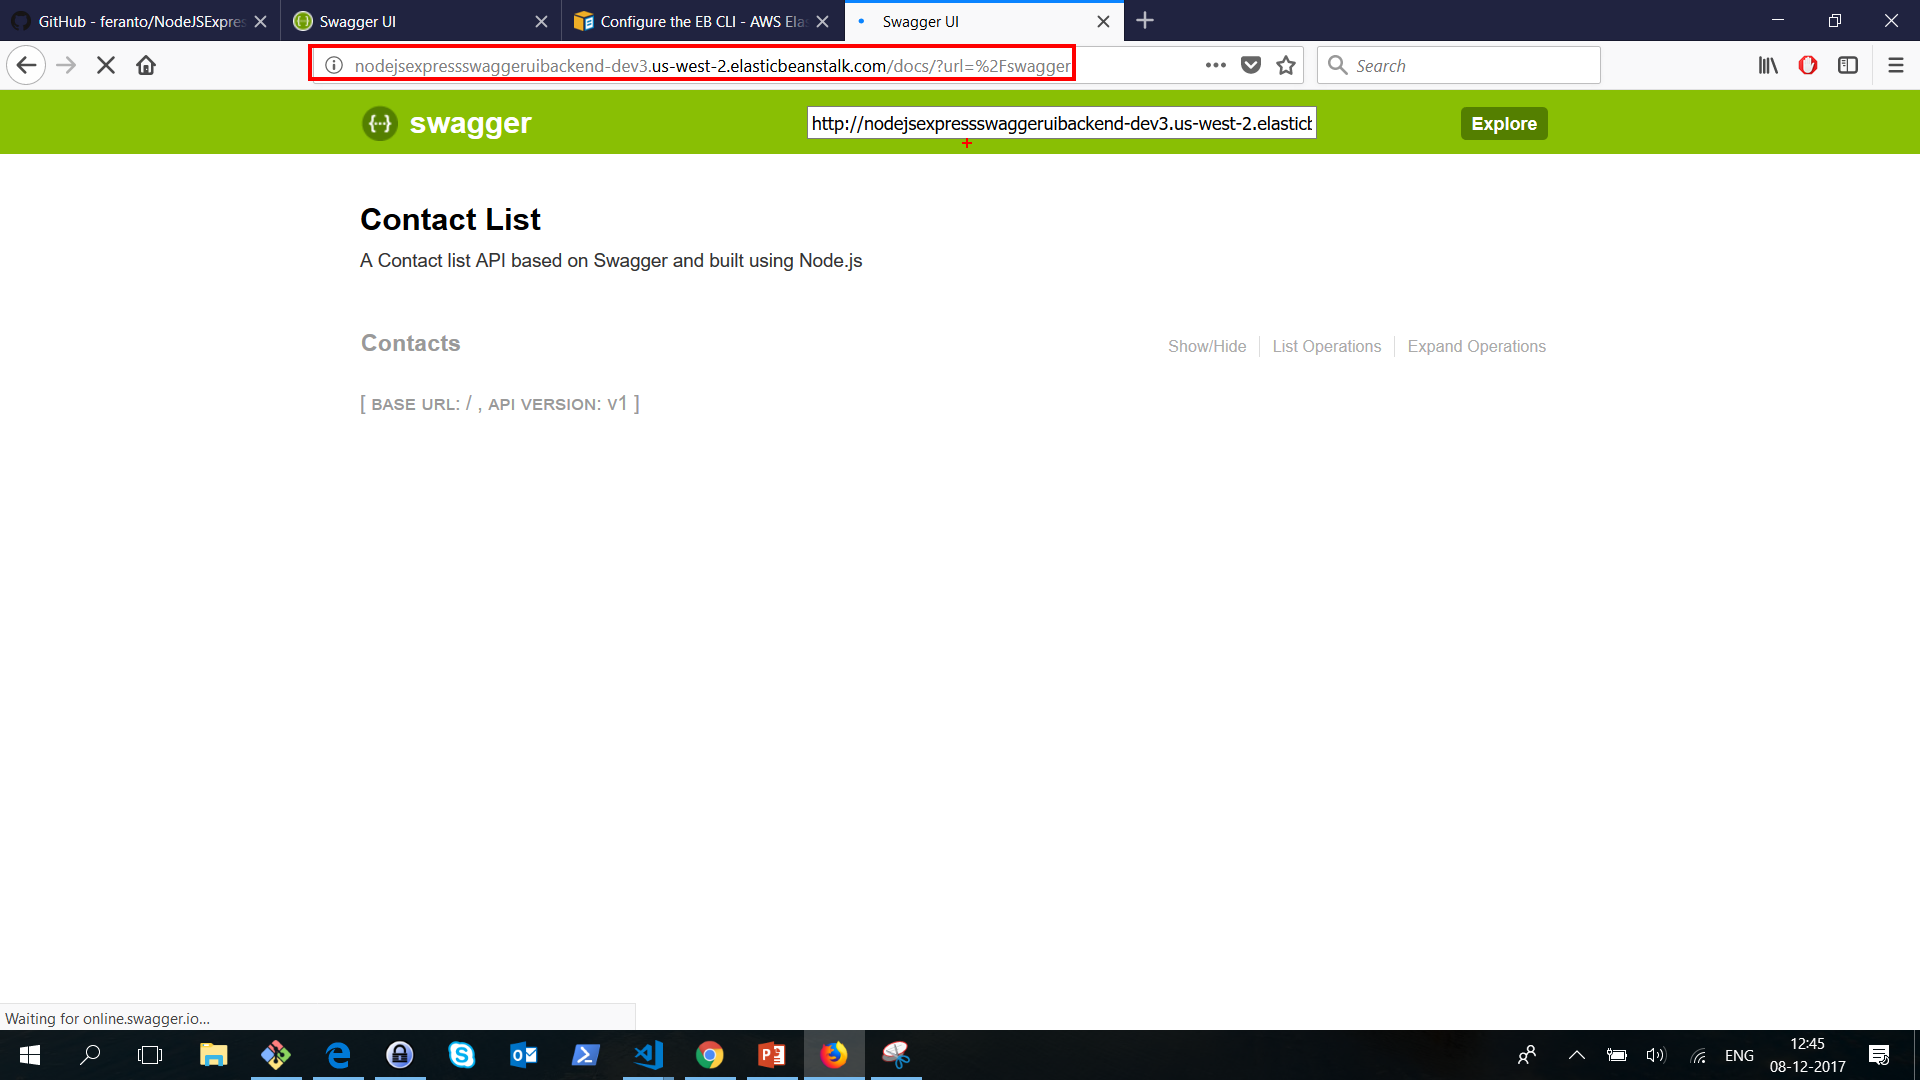 GitHub - feranto/NodeJSExpres
Swagger UI
Configure the EB CLI - AWS Ela
Swagger UI
nodejsexpressswaggeruibackend-dev3.us-west-2.elasticbeanstalk.com/docs/?url=%2Fswagger
Search
swagger
http://nodejsexpressswaggeruibackend-dev3.us-west-2.elasticb
Explore
Contact List
A Contact list API based on Swagger and built using Node.js
Contacts
Show/Hide
List Operations
Expand Operations
[ BASE URL: / , API VERSION: V1 ]
Waiting for online.swagger.io...
ENG
12:45
08-12-2017